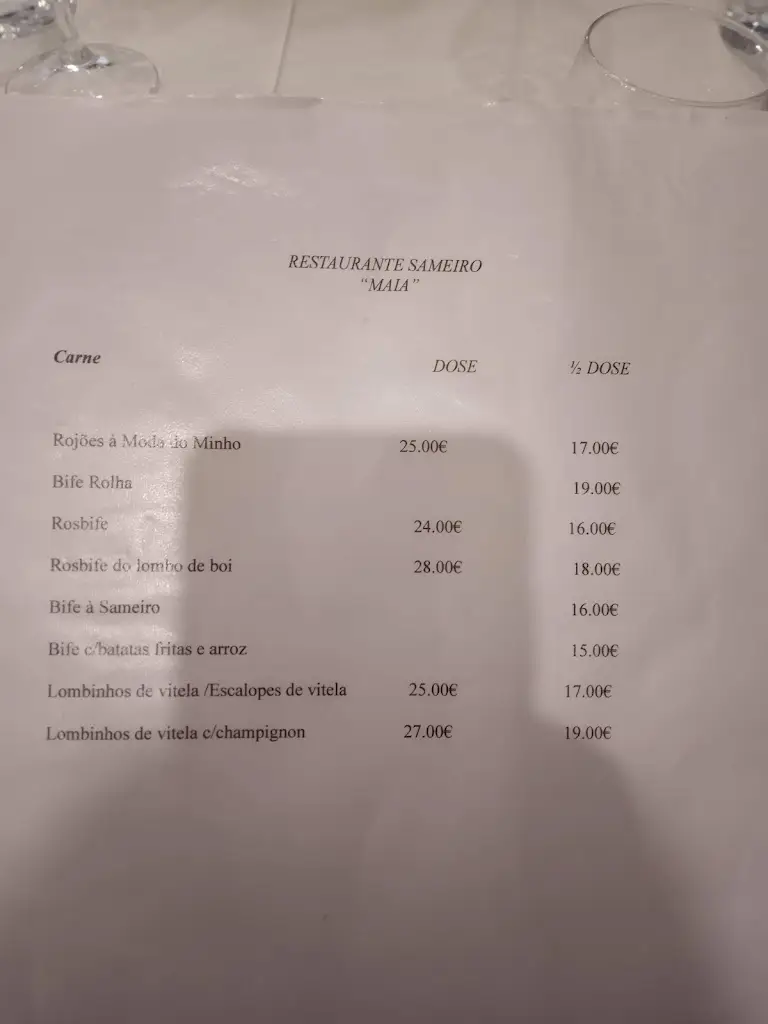 RESTAURANTE SAMEIRO
“MAIA”
Carne DOSE ½ DOSE
Rojões à Moda do Minho 25.00€ 17.00€
Bife Rolha 19.00€
Rosbife 24.00€ 16.00€
Rosbife do lombo de boi 28.00€ 18.00€
Bife à Sameiro 16.00€
Bife c/batatas fritas e arroz 15.00€
Lombinhos de vitela /Escalopes de vitela 25.00€ 17.00€
Lombinhos de vitela c/champignon 27.00€ 19.00€